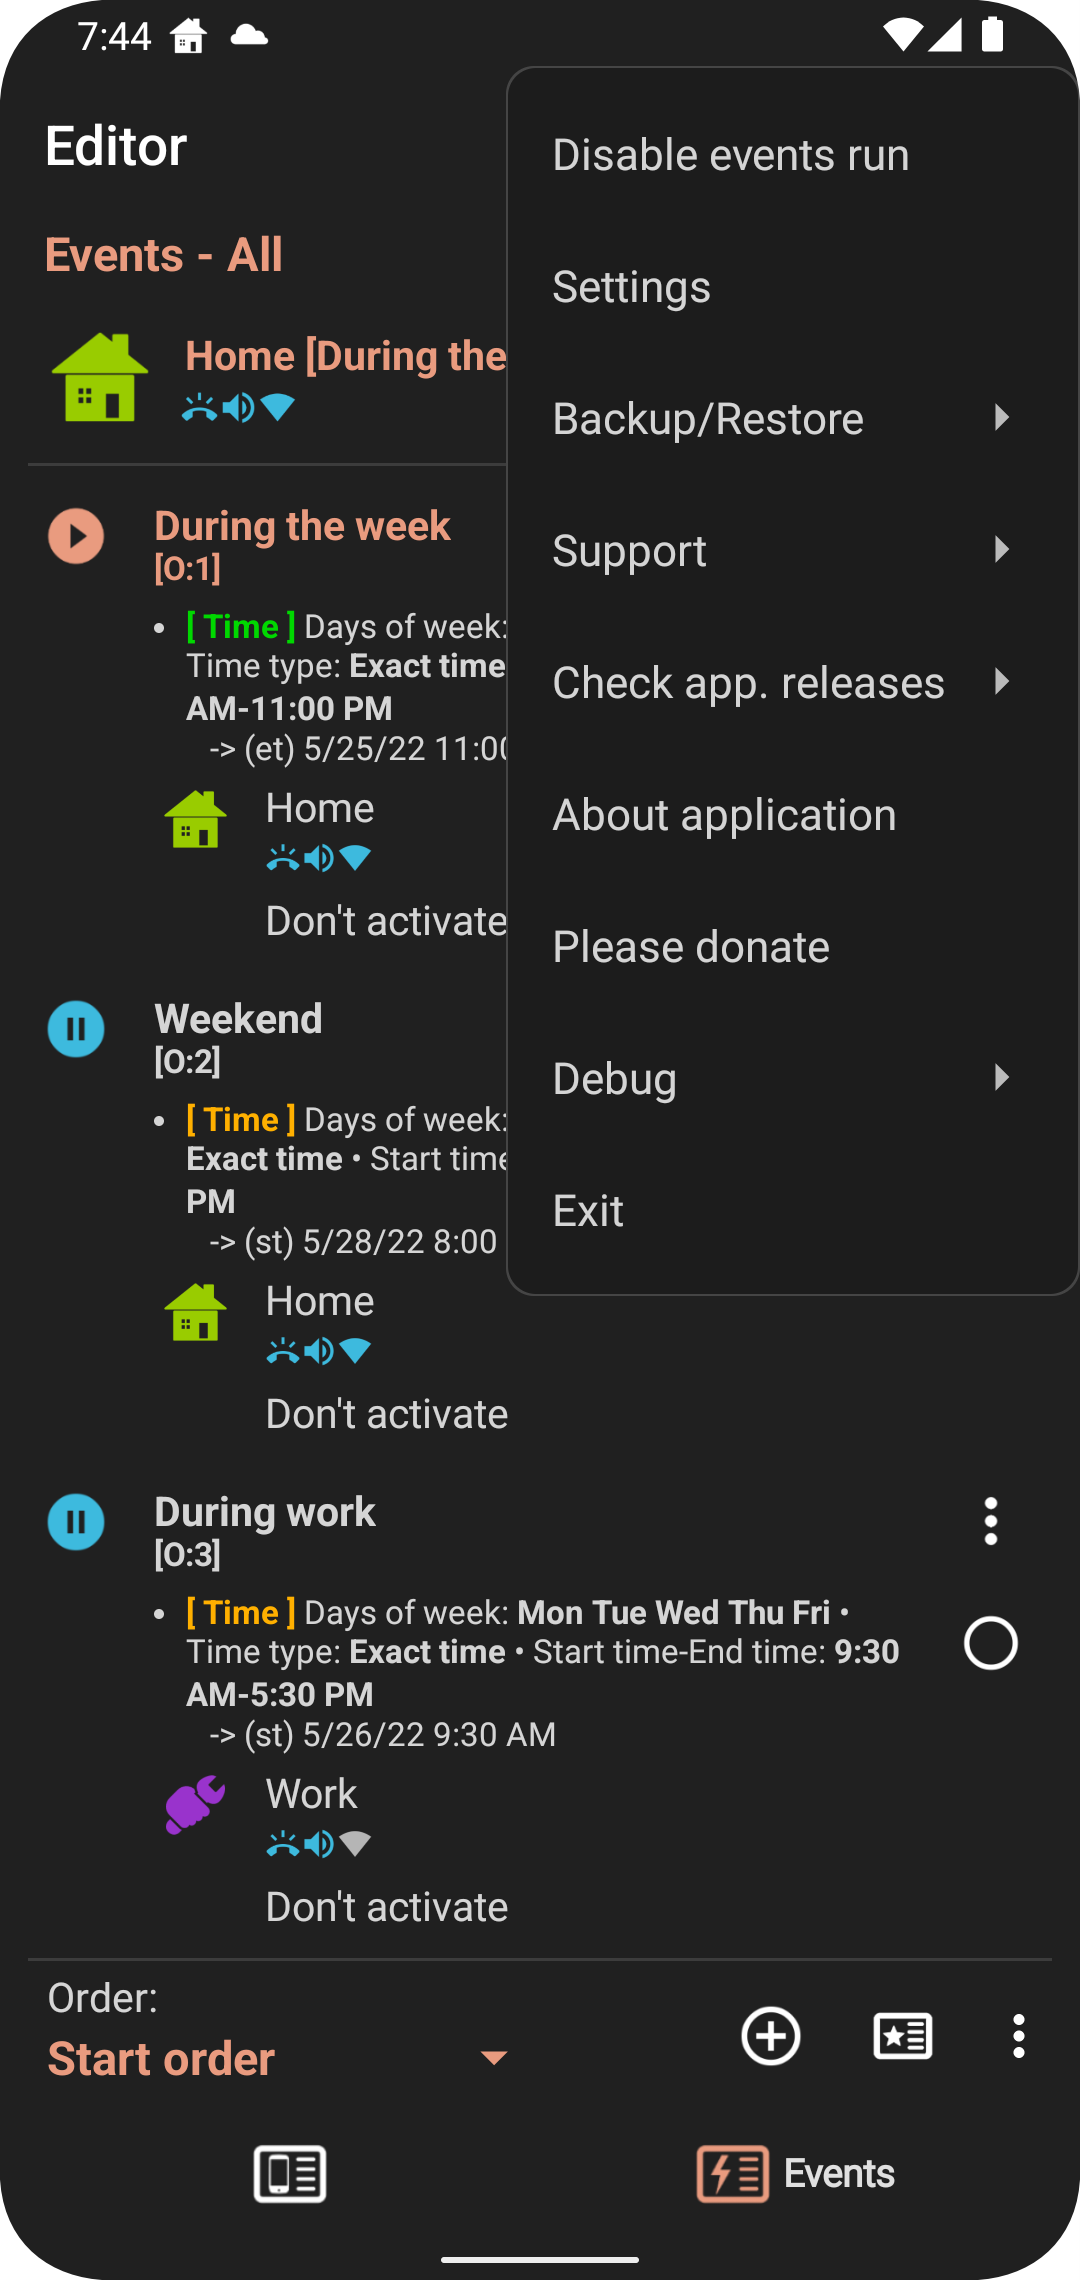 7:44
Editor
Events - All
Home [During the
During the week
[O:1]
• [ Time ] Days of week:
Time type: Exact time
AM-11:00 PM
-> (et) 5/25/22 11:00
Home
Don't activate
Weekend
[O:2]
• [ Time ] Days of week:
Exact time • Start time
PM
-> (st) 5/28/22 8:00
Home
Don't activate
During work
[O:3]
• [ Time ] Days of week: Mon Tue Wed Thu Fri •
Time type: Exact time • Start time-End time: 9:30
AM-5:30 PM
-> (st) 5/26/22 9:30 AM
Work
Don't activate
Order:
Start order
Events
Disable events run
Settings
Backup/Restore
Support
Check app. releases
About application
Please donate
Debug
Exit